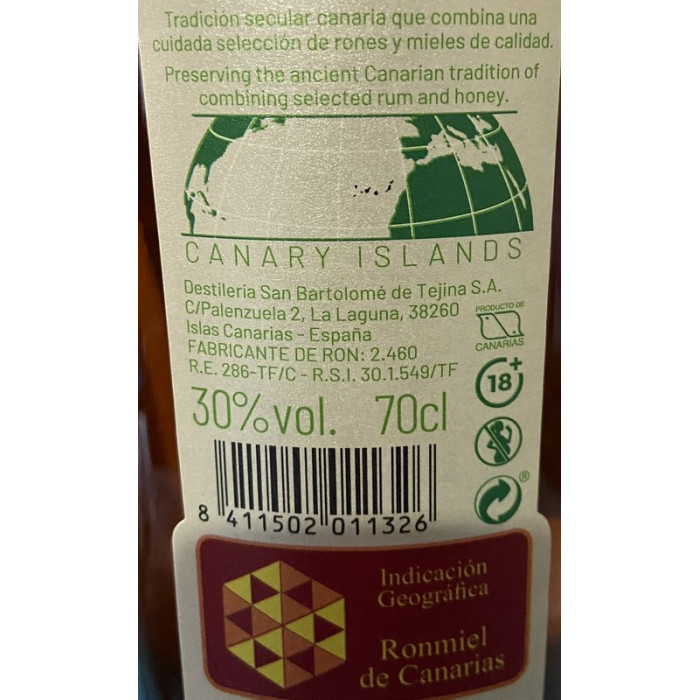 Tradición secular canaria que combina una
cuidada selección de rones y mieles de calidad.
Preserving the ancient Canarian tradition of
combining selected rum and honey.
CANARY ISLANDS
Destileria San Bartolomé de Tejina S.A.
C/Palenzuela 2, La Laguna, 38260
Islas Canarias - España
FABRICANTE DE RON: 2.460
R.E. 286-TF/C - R.S.I. 30.1.549/TF
PRODUCTO DE
CANARIAS
18+
30%vol. 70cl
®
8 411502 011326
Indicación
Geográfica
Ronmiel
de Canarias